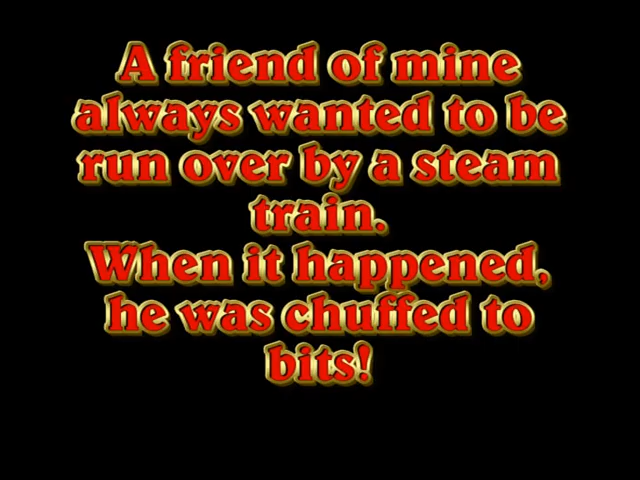 A friend of mine
always wanted to be
run over by a steam
train.
When it happened,
he was chuffed to
bits!